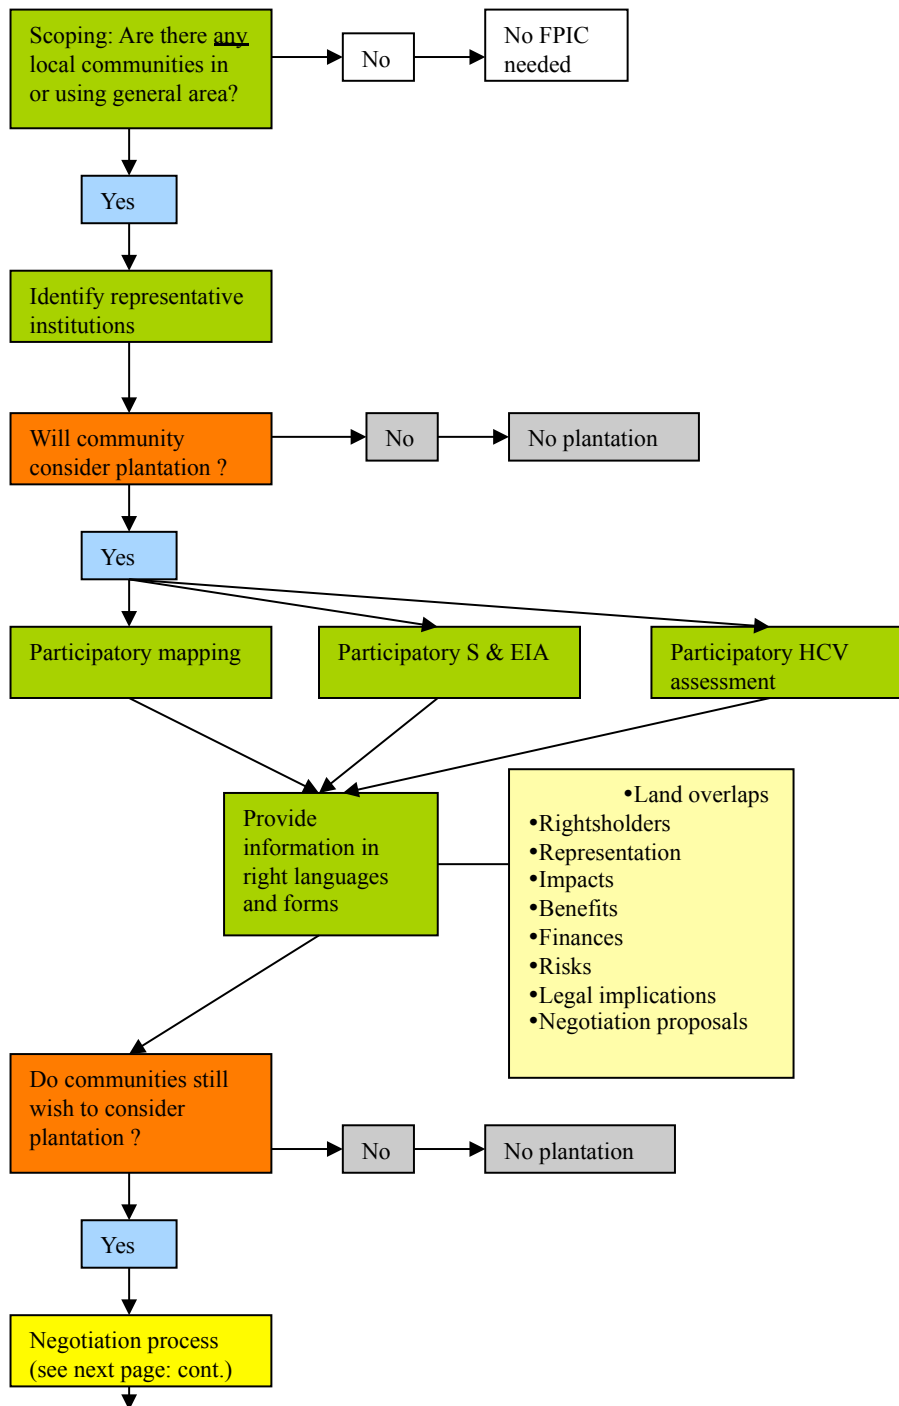 Scoping: Are there any
local communities in
or using general area?
No
No FPIC
needed
Yes
Identify representative
institutions
Will community
consider plantation ?
No
No plantation
Yes
Participatory mapping
Participatory S & EIA
Participatory HCV
assessment
Provide
information in
right languages
and forms
•Land overlaps
•Rightsholders
•Representation
•Impacts
•Benefits
•Finances
•Risks
•Legal implications
•Negotiation proposals
Do communities still
wish to consider
plantation ?
No
No plantation
Yes
Negotiation process
(see next page: cont.)